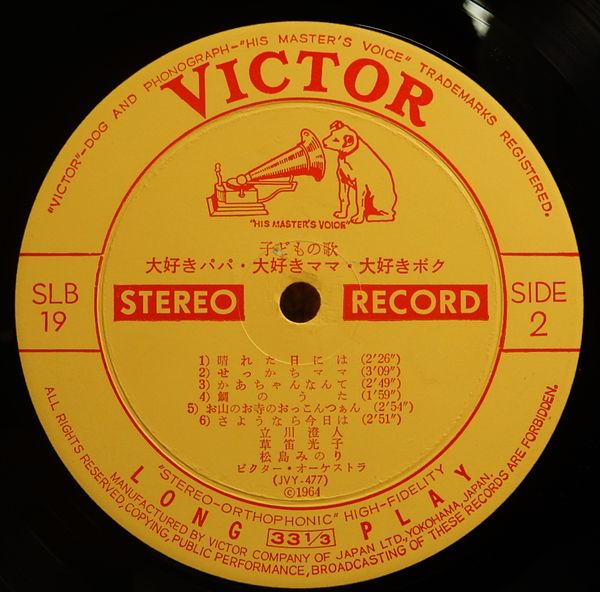 "VICTOR"—DOG AND PHONOGRAPH—"HIS MASTER'S VOICE" TRADEMARKS REGISTERED.
VICTOR
"HIS MASTER'S VOICE"
子どもの歌
大好きパパ・大好きママ・大好きボク
SLB
19
STEREO RECORD
SIDE
2
1) 晴れた日には (2'26")
2) せっかちママ (3'09")
3) かあちゃんなんて (2'49")
4) 鯛のうた (1'59")
5) お山のお寺のおっこんつぁん (2'54")
6) さようなら今日は (2'51")
立川澄人
草笛光子
松島みのり
ビクター・オーケストラ
(JVY-477)
©1964
"STEREO-ORTHOPHONIC" HIGH-FIDELITY
LONG 33 1/3 PLAY
MANUFACTURED BY VICTOR COMPANY OF JAPAN LTD., YOKOHAMA, JAPAN.
ALL RIGHTS RESERVED, COPYING, PUBLIC PERFORMANCE, BROADCASTING OF THESE RECORDS ARE FORBIDDEN.